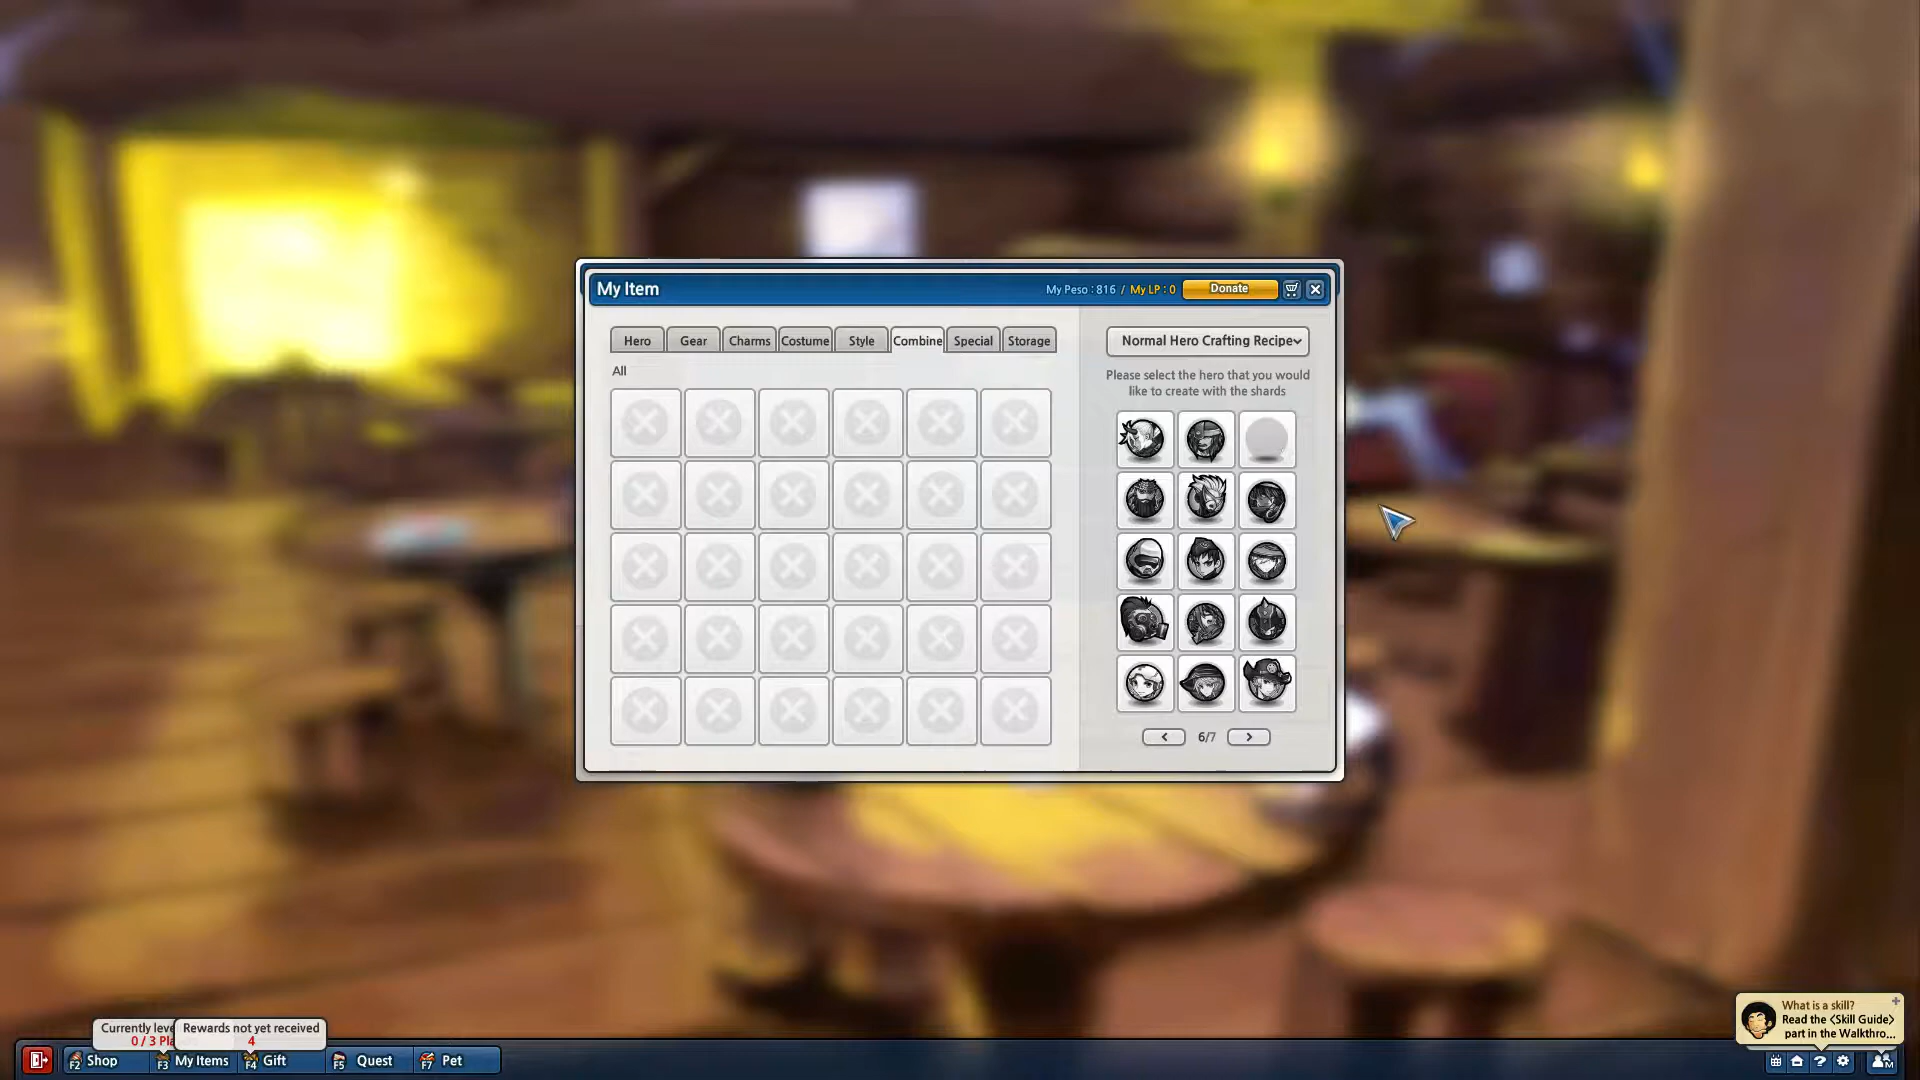 My Item
My Peso : 816 / My LP : 0
Donate
Hero
Gear
Charms
Costume
Style
Combine
Special
Storage
All
Normal Hero Crafting Recipe
Please select the hero that you would
like to create with the shards
< 6/7 >
Currently leve
0 / 3 Pla
Rewards not yet received
4
What is a skill?
Read the <Skill Guide>
part in the Walkthro...
F2 Shop
F3 My Items
F4 Gift
F5 Quest
F7 Pet
?
M